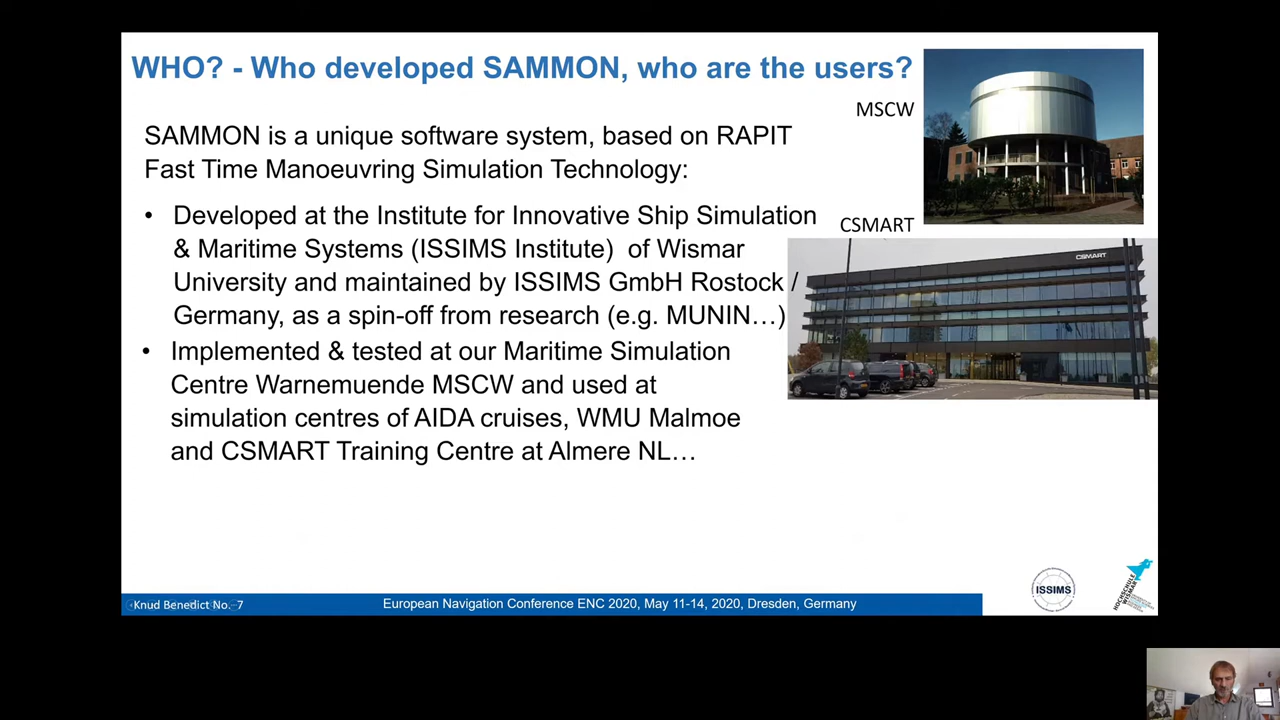 WHO? - Who developed SAMMON, who are the users?
MSCW
SAMMON is a unique software system, based on RAPIT
Fast Time Manoeuvring Simulation Technology:
• Developed at the Institute for Innovative Ship Simulation
& Maritime Systems (ISSIMS Institute) of Wismar
University and maintained by ISSIMS GmbH Rostock /
Germany, as a spin-off from research (e.g. MUNIN…)
CSMART
CSMART
• Implemented & tested at our Maritime Simulation
Centre Warnemuende MSCW and used at
simulation centres of AIDA cruises, WMU Malmoe
and CSMART Training Centre at Almere NL…
ISSIMS
HOCHSCHULE
WISMAR
Knud Benedict No. 7
European Navigation Conference ENC 2020, May 11-14, 2020, Dresden, Germany